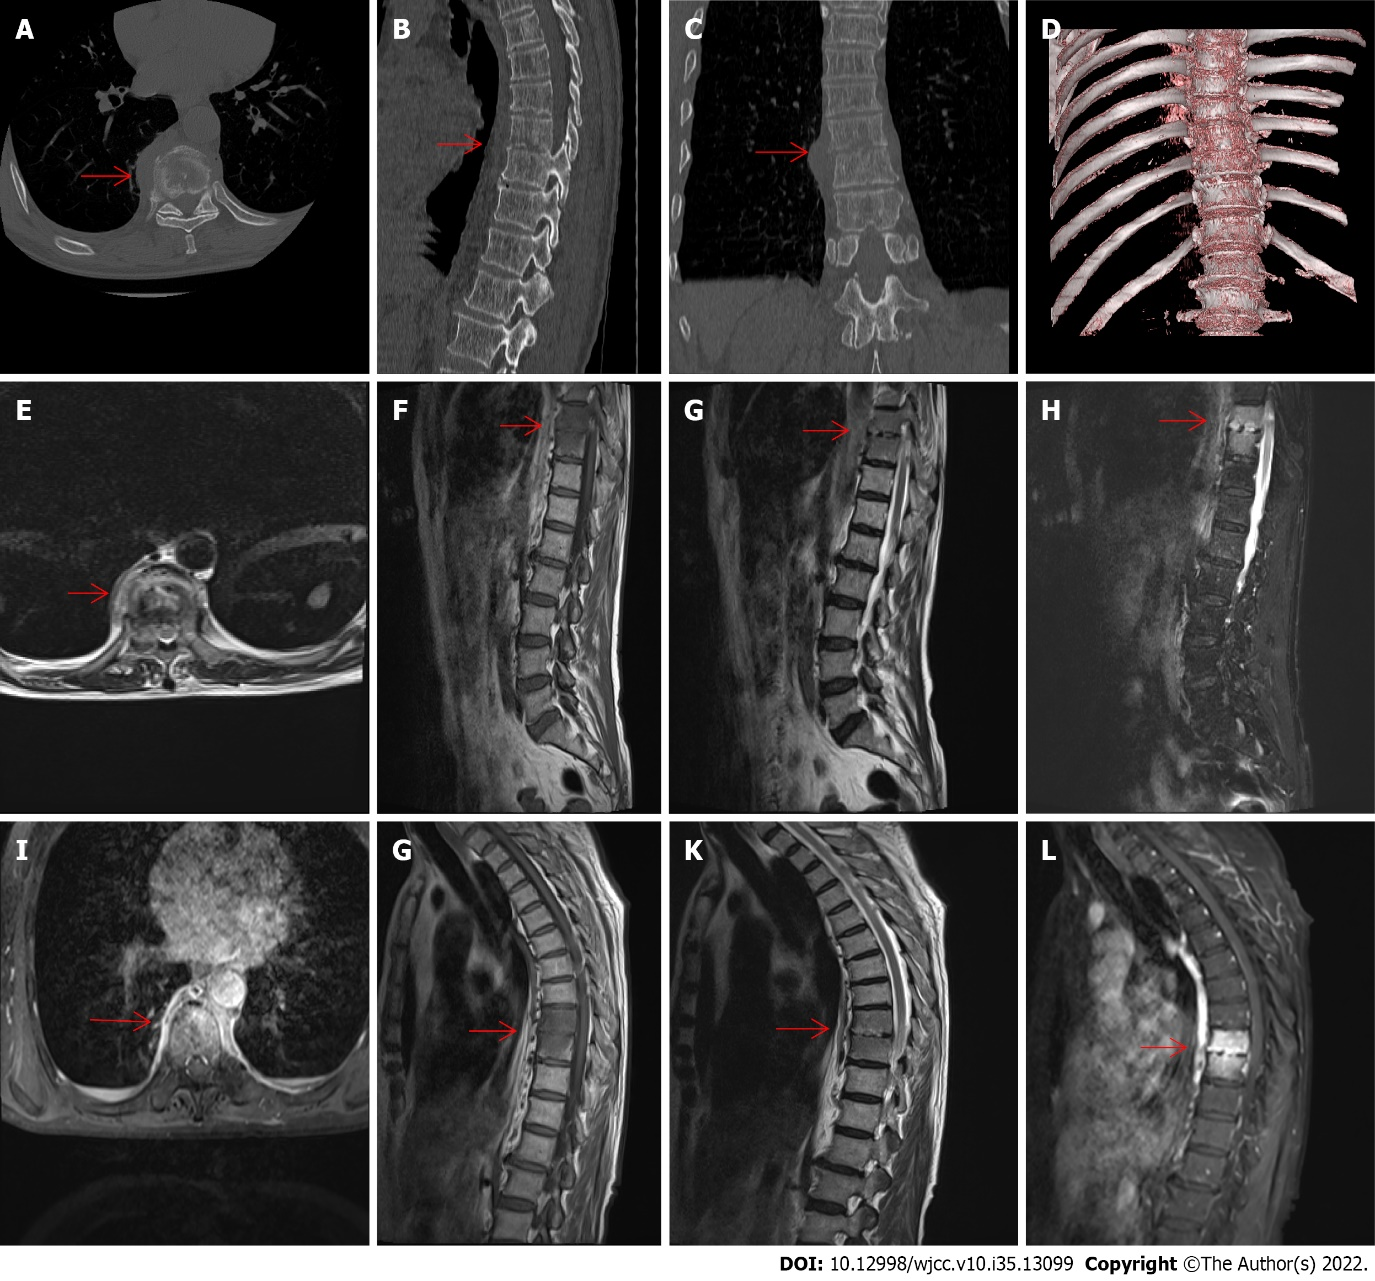 A
B
C
D
E
F
G
H
I
G
K
L
DOI: 10.12998/wjcc.v10.i35.13099 Copyright ©The Author(s) 2022.